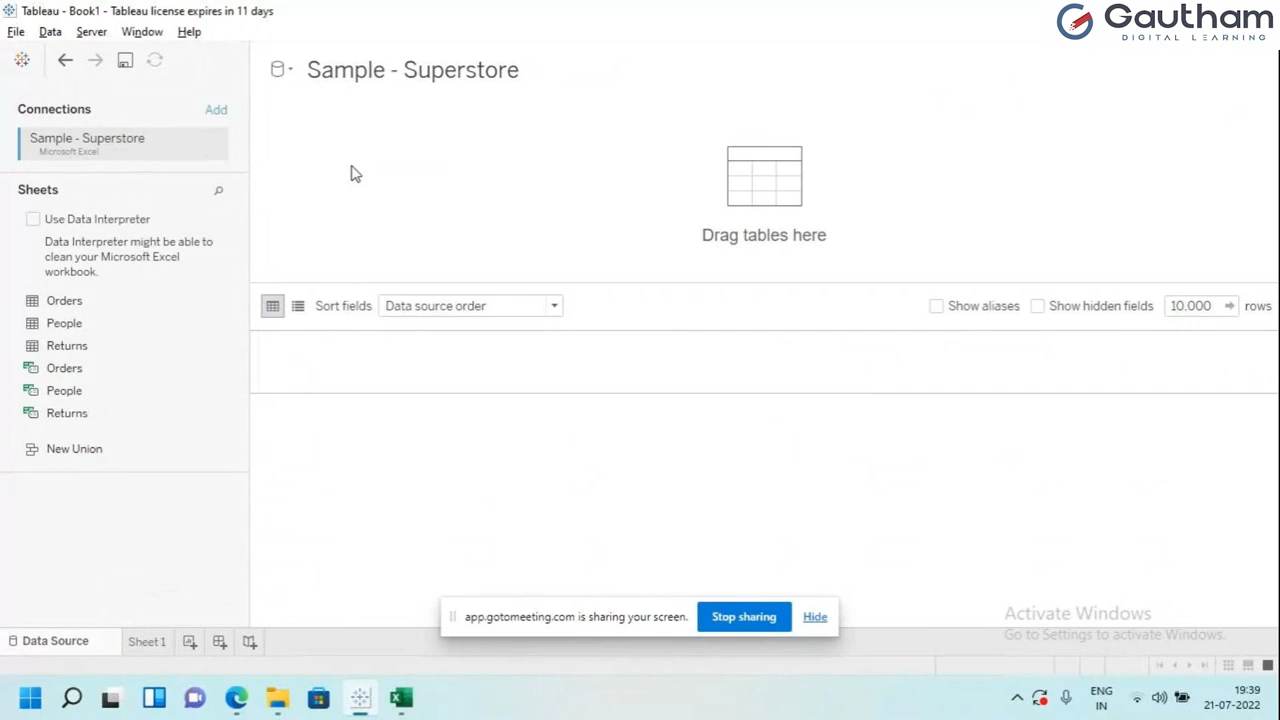 Tableau - Book1 - Tableau license expires in 11 days
Gautham
DIGITAL LEARNING
File Data Server Window Help
Sample - Superstore
Connections Add
Sample - Superstore
Microsoft Excel
Sheets
Use Data Interpreter
Data Interpreter might be able to
clean your Microsoft Excel
workbook.
Drag tables here
Orders
People
Returns
Orders
People
Returns
New Union
Sort fields Data source order Show aliases Show hidden fields 10.000 rows
app.gotomeeting.com is sharing your screen. Stop sharing Hide
Activate Windows
Go to Settings to activate Windows.
Data Source Sheet 1
ENG
IN
19:39
21-07-2022